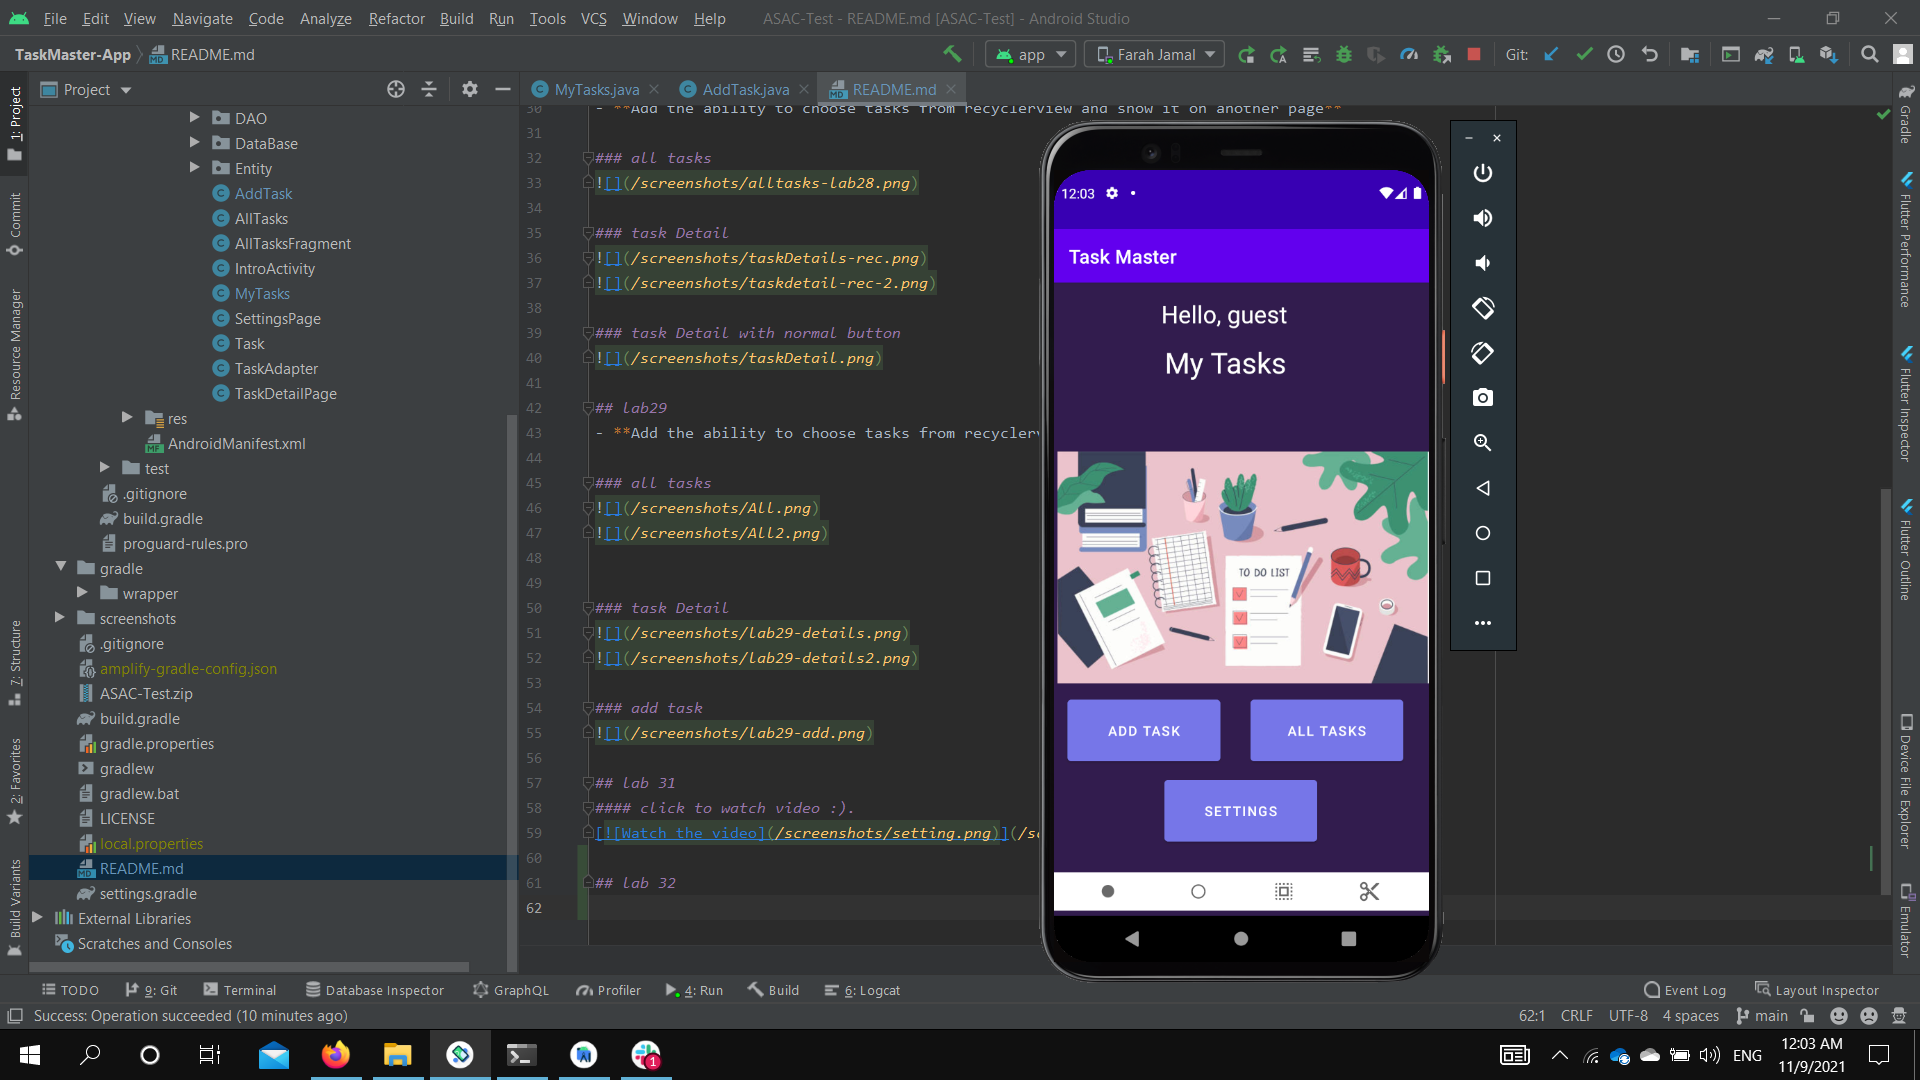 File Edit View Navigate Code Analyze Refactor Build Run Tools VCS Window Help ASAC-Test - README.md [ASAC-Test] - Android Studio
TaskMaster-App README.md app Farah Jamal Git:
Project
MyTasks.java AddTask.java README.md
DAO
DataBase
Entity
AddTask
AllTasks
AllTasksFragment
IntroActivity
MyTasks
SettingsPage
Task
TaskAdapter
TaskDetailPage
res
AndroidManifest.xml
test
.gitignore
build.gradle
proguard-rules.pro
gradle
wrapper
screenshots
.gitignore
amplify-gradle-config.json
ASAC-Test.zip
build.gradle
gradle.properties
gradlew
gradlew.bat
LICENSE
local.properties
README.md
settings.gradle
External Libraries
Scratches and Consoles
1: Project
Commit
Resource Manager
7: Structure
2: Favorites
Build Variants
30 - **Add the ability to choose tasks from recyclerview and show it on another page**
31
32 ### all tasks
33 ![](/screenshots/alltasks-lab28.png)
34
35 ### task Detail
36 ![](/screenshots/taskDetails-rec.png)
37 ![](/screenshots/taskdetail-rec-2.png)
38
39 ### task Detail with normal button
40 ![](/screenshots/taskDetail.png)
41
42 ## lab29
43 - **Add the ability to choose tasks from recyclerv
44
45 ### all tasks
46 ![](/screenshots/All.png)
47 ![](/screenshots/All2.png)
48
49
50 ### task Detail
51 ![](/screenshots/lab29-details.png)
52 ![](/screenshots/lab29-details2.png)
53
54 ### add task
55 ![](/screenshots/lab29-add.png)
56
57 ## lab 31
58 #### click to watch video :).
59 [![Watch the video](/screenshots/setting.png)](/sc
60
61 ## lab 32
62
12:03
Task Master
Hello, guest
My Tasks
TO DO LIST
ADD TASK ALL TASKS
SETTINGS
Gradle
Flutter Performance
Flutter Inspector
Flutter Outline
Device File Explorer
Emulator
TODO 9: Git Terminal Database Inspector GraphQL Profiler 4: Run Build 6: Logcat Event Log Layout Inspector
Success: Operation succeeded (10 minutes ago) 62:1 CRLF UTF-8 4 spaces main
1 ENG 12:03 AM
11/9/2021